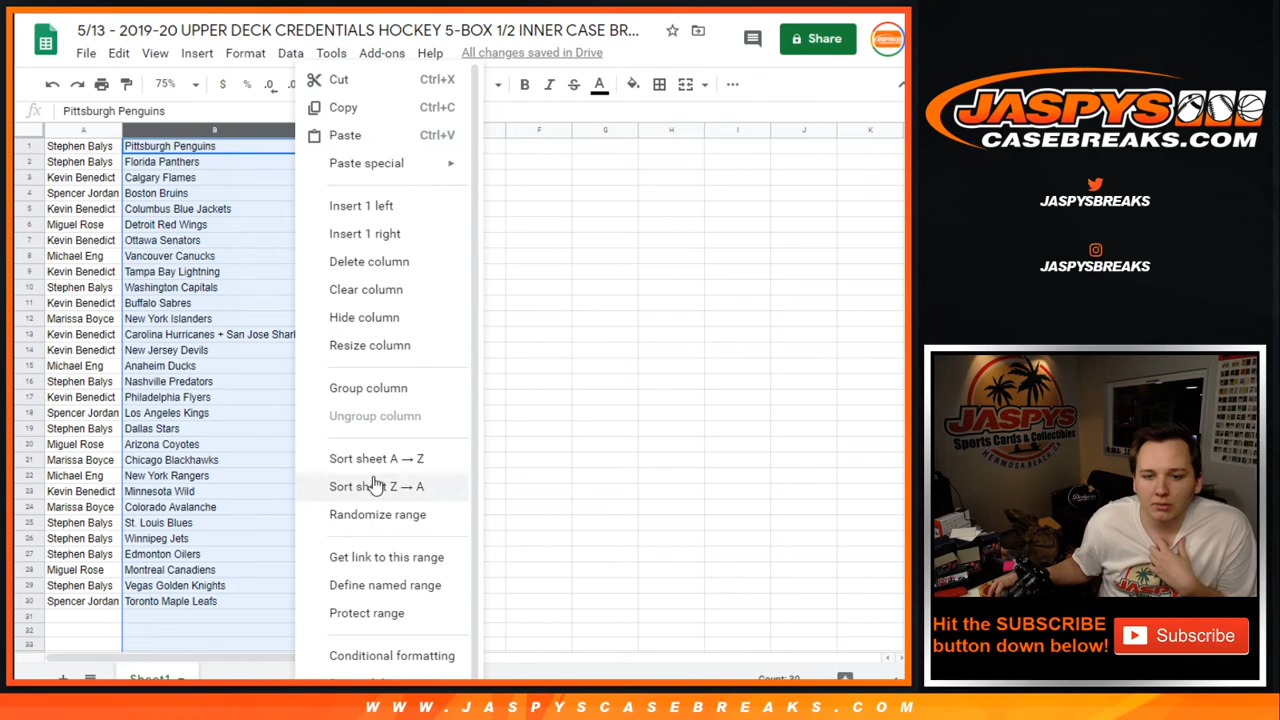 5/13 - 2019-20 UPPER DECK CREDENTIALS HOCKEY 5-BOX 1/2 INNER CASE BR...
File Edit View Insert Format Data Tools Add-ons Help All changes saved in Drive
Share
75% $ % .0
fx Pittsburgh Penguins
A B F G H I J K
1 Stephen Balys Pittsburgh Penguins
2 Stephen Balys Florida Panthers
3 Kevin Benedict Calgary Flames
4 Spencer Jordan Boston Bruins
5 Kevin Benedict Columbus Blue Jackets
6 Miguel Rose Detroit Red Wings
7 Kevin Benedict Ottawa Senators
8 Michael Eng Vancouver Canucks
9 Kevin Benedict Tampa Bay Lightning
10 Stephen Balys Washington Capitals
11 Kevin Benedict Buffalo Sabres
12 Marissa Boyce New York Islanders
13 Kevin Benedict Carolina Hurricanes + San Jose Shar
14 Kevin Benedict New Jersey Devils
15 Michael Eng Anaheim Ducks
16 Stephen Balys Nashville Predators
17 Kevin Benedict Philadelphia Flyers
18 Spencer Jordan Los Angeles Kings
19 Stephen Balys Dallas Stars
20 Miguel Rose Arizona Coyotes
21 Marissa Boyce Chicago Blackhawks
22 Michael Eng New York Rangers
23 Kevin Benedict Minnesota Wild
24 Marissa Boyce Colorado Avalanche
25 Stephen Balys St. Louis Blues
26 Stephen Balys Winnipeg Jets
27 Stephen Balys Edmonton Oilers
28 Miguel Rose Montreal Canadiens
29 Stephen Balys Vegas Golden Knights
30 Spencer Jordan Toronto Maple Leafs
31
32
33
Sheet1
Count: 30
Cut Ctrl+X
Copy Ctrl+C
Paste Ctrl+V
Paste special
Insert 1 left
Insert 1 right
Delete column
Clear column
Hide column
Resize column
Group column
Ungroup column
Sort sheet A → Z
Sort sheet Z → A
Randomize range
Get link to this range
Define named range
Protect range
Conditional formatting
JASPYS
CASEBREAKS.COM
JASPYSBREAKS
JASPYSBREAKS
JASPYS
Sports Cards & Collectibles
HERMOSA BEACH, CA
Dodgers
Hit the SUBSCRIBE
button down below!
Subscribe
WWW.JASPYSCASEBREAKS.COM